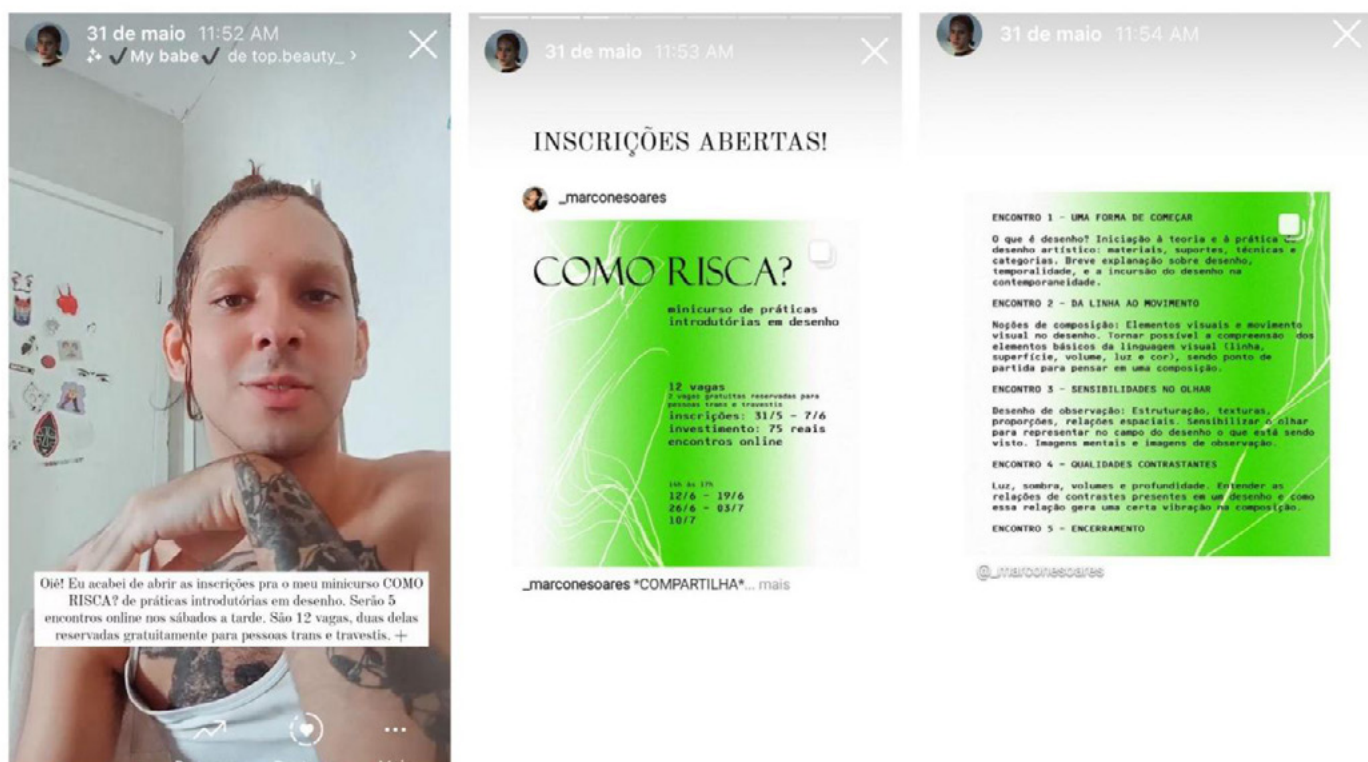 31 de maio 11:52 AM
My babe de top.beauty_ >
Oiê! Eu acabei de abrir as inscrições pra o meu minicurso COMO
RISCA? de práticas introdutórias em desenho. Serão 5
encontros online nos sábados a tarde. São 12 vagas, duas delas
reservadas gratuitamente para pessoas trans e travestis. +
31 de maio 11:53 AM
INSCRIÇÕES ABERTAS!
_marconesoares
COMO RISCA?
minicurso de práticas
introdutórias em desenho
12 vagas
2 vagas gratuitas reservadas para
pessoas trans e travestis
inscrições: 31/5 - 7/6
investimento: 75 reais
encontros online
14h às 17h
12/6 - 19/6
26/6 - 03/7
10/7
_marconesoares *COMPARTILHA*... mais
31 de maio 11:54 AM
ENCONTRO 1 - UMA FORMA DE COMEÇAR
O que é desenho? Iniciação à teoria e à prática do
desenho artístico: materiais, suportes, técnicas e
categorias. Breve explanação sobre desenho,
temporalidade, e a incursão do desenho na
contemporaneidade.
ENCONTRO 2 - DA LINHA AO MOVIMENTO
Noções de composição: Elementos visuais e movimento
visual no desenho. Tornar possível a compreensão dos
elementos básicos da linguagem visual (linha,
superfície, volume, luz e cor), sendo ponto de
partida para pensar em uma composição.
ENCONTRO 3 - SENSIBILIDADES NO OLHAR
Desenho de observação: Estruturação, texturas,
proporções, relações espaciais. Sensibilizar o olhar
para representar no campo do desenho o que está sendo
visto. Imagens mentais e imagens de observação.
ENCONTRO 4 - QUALIDADES CONTRASTANTES
Luz, sombra, volumes e profundidade. Entender as
relações de contrastes presentes em um desenho e como
essa relação gera uma certa vibração na composição.
ENCONTRO 5 - ENCERRAMENTO
@_marconesoares